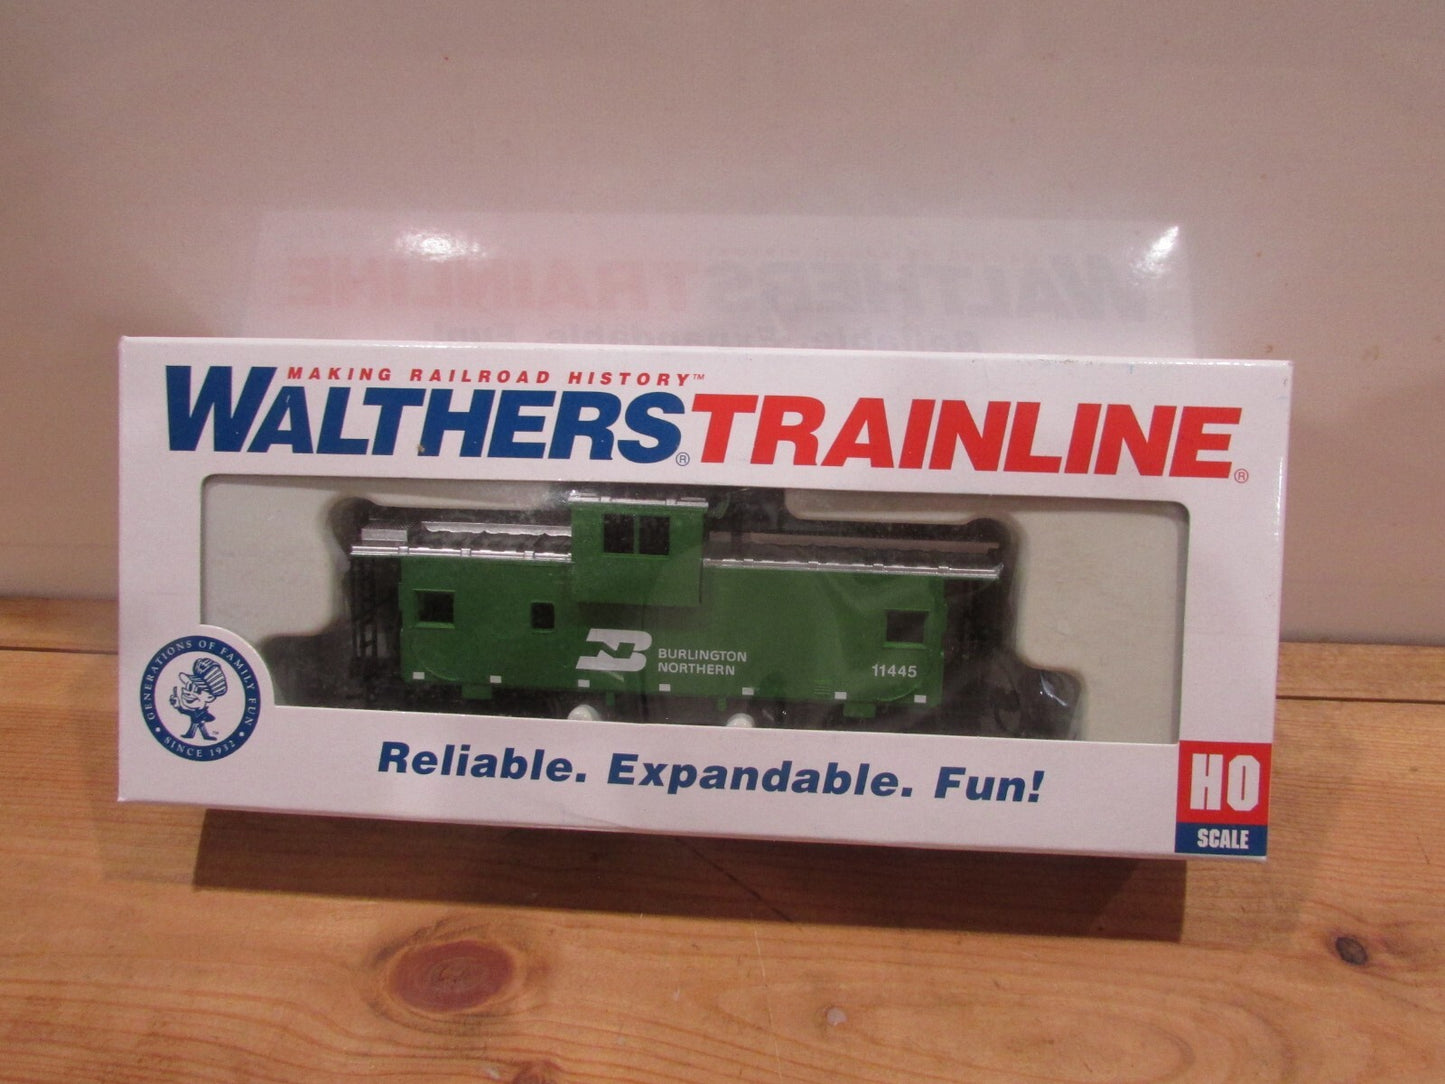 MAKING RAILROAD HISTORY™
WALTHERS®TRAINLINE®
BN BURLINGTON
NORTHERN
11445
GENERATIONS OF FAMILY FUN
• SINCE 1932 •
Reliable. Expandable. Fun!
HO
SCALE